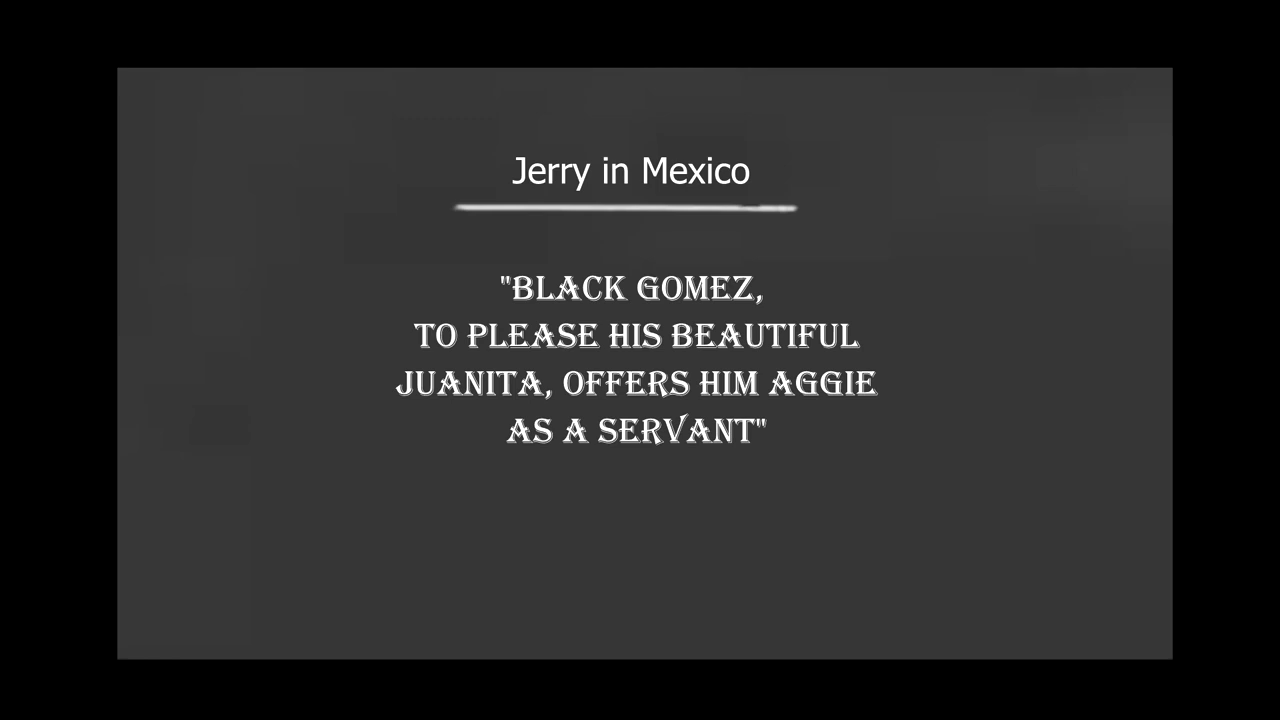 Jerry in Mexico
"BLACK GOMEZ,
TO PLEASE HIS BEAUTIFUL
JUANITA, OFFERS HIM AGGIE
AS A SERVANT"